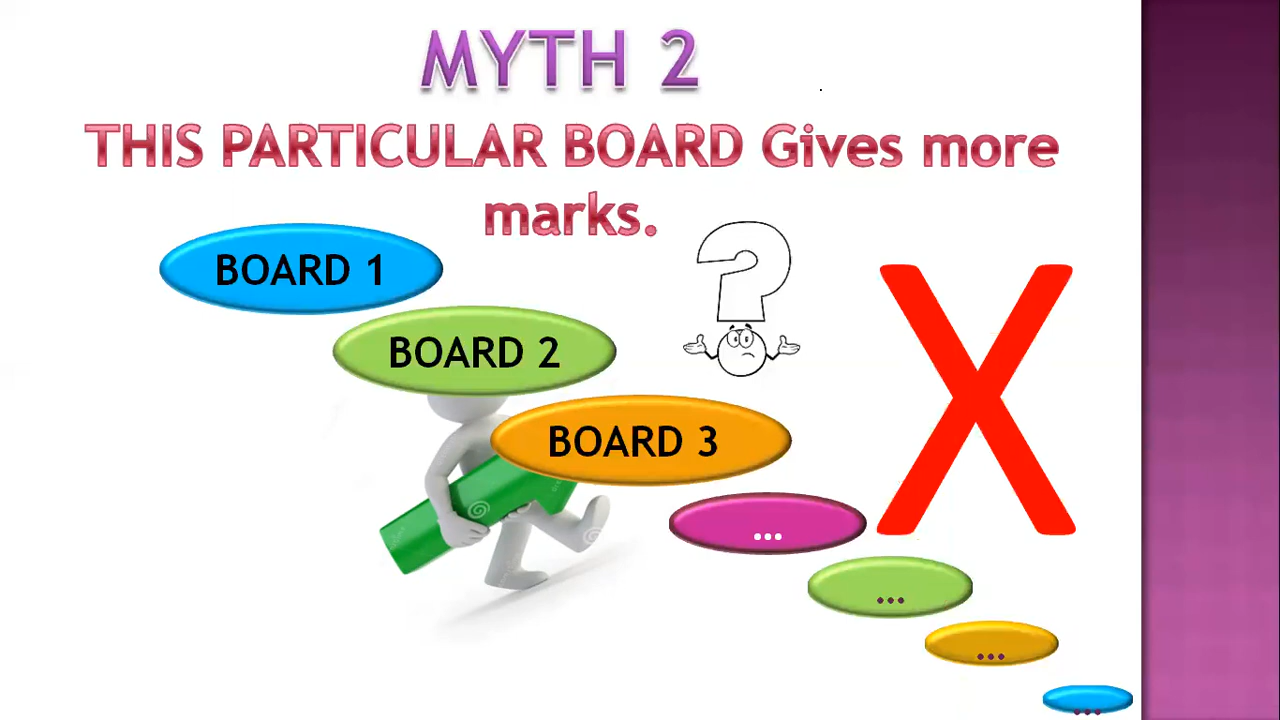 MYTH 2
THIS PARTICULAR BOARD Gives more
marks.
?
BOARD 1
BOARD 2
BOARD 3
X
...
...
...
...